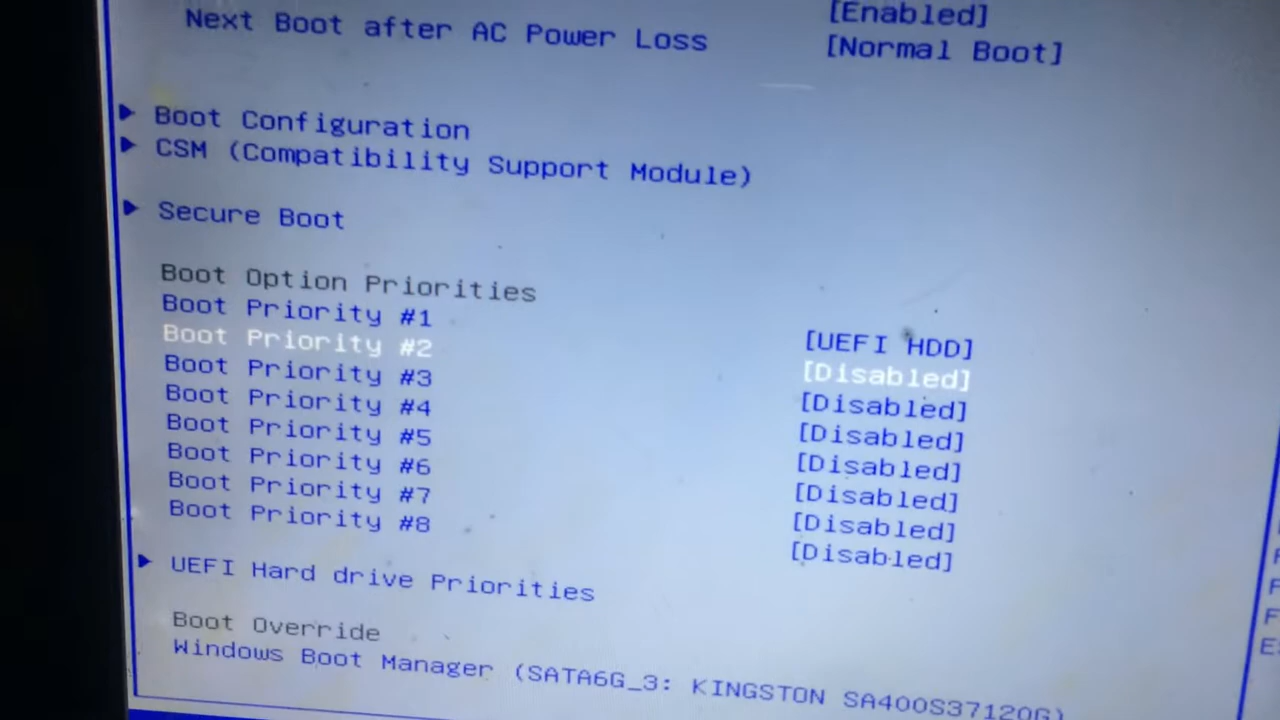 [Enabled]
Next Boot after AC Power Loss [Normal Boot]
Boot Configuration
CSM (Compatibility Support Module)
Secure Boot
Boot Option Priorities
Boot Priority #1 [UEFI HDD]
Boot Priority #2 [Disabled]
Boot Priority #3 [Disabled]
Boot Priority #4 [Disabled]
Boot Priority #5 [Disabled]
Boot Priority #6 [Disabled]
Boot Priority #7 [Disabled]
Boot Priority #8 [Disabled]
UEFI Hard drive Priorities
Boot Override
Windows Boot Manager (SATA6G_3: KINGSTON SA400S37120G)